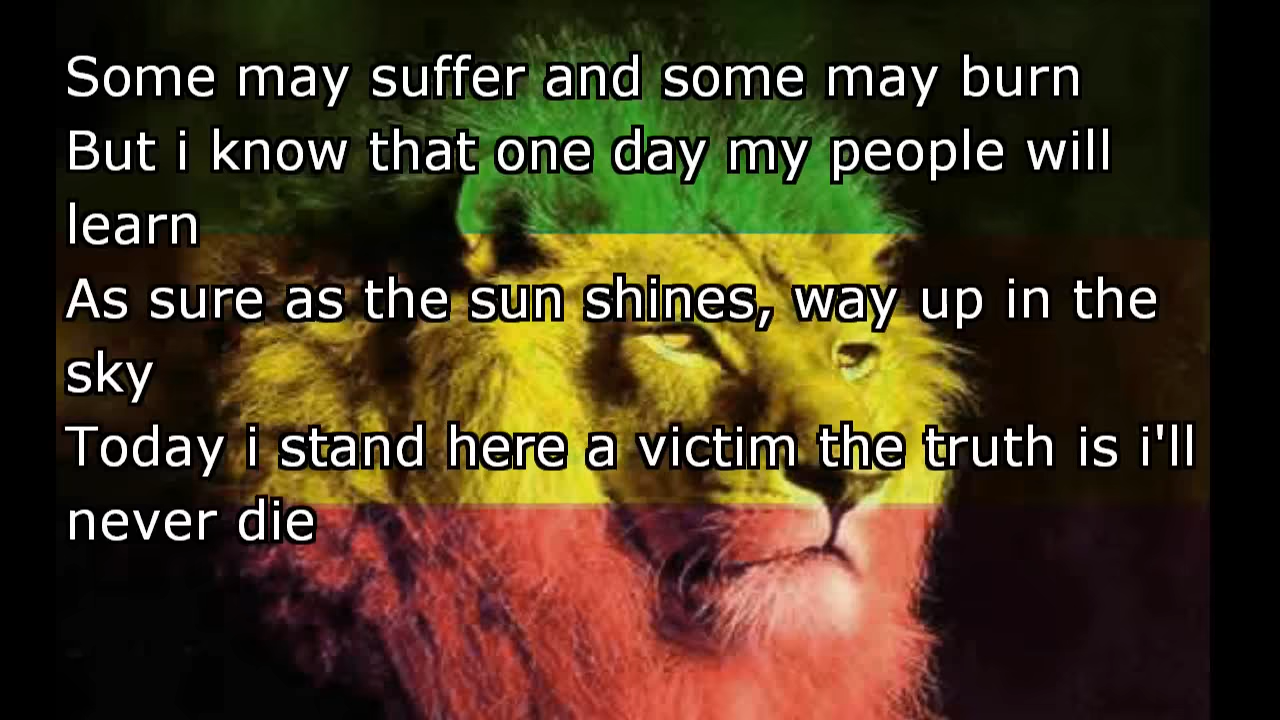 Some may suffer and some may burn
But i know that one day my people will
learn
As sure as the sun shines, way up in the
sky
Today i stand here a victim the truth is i'll
never die